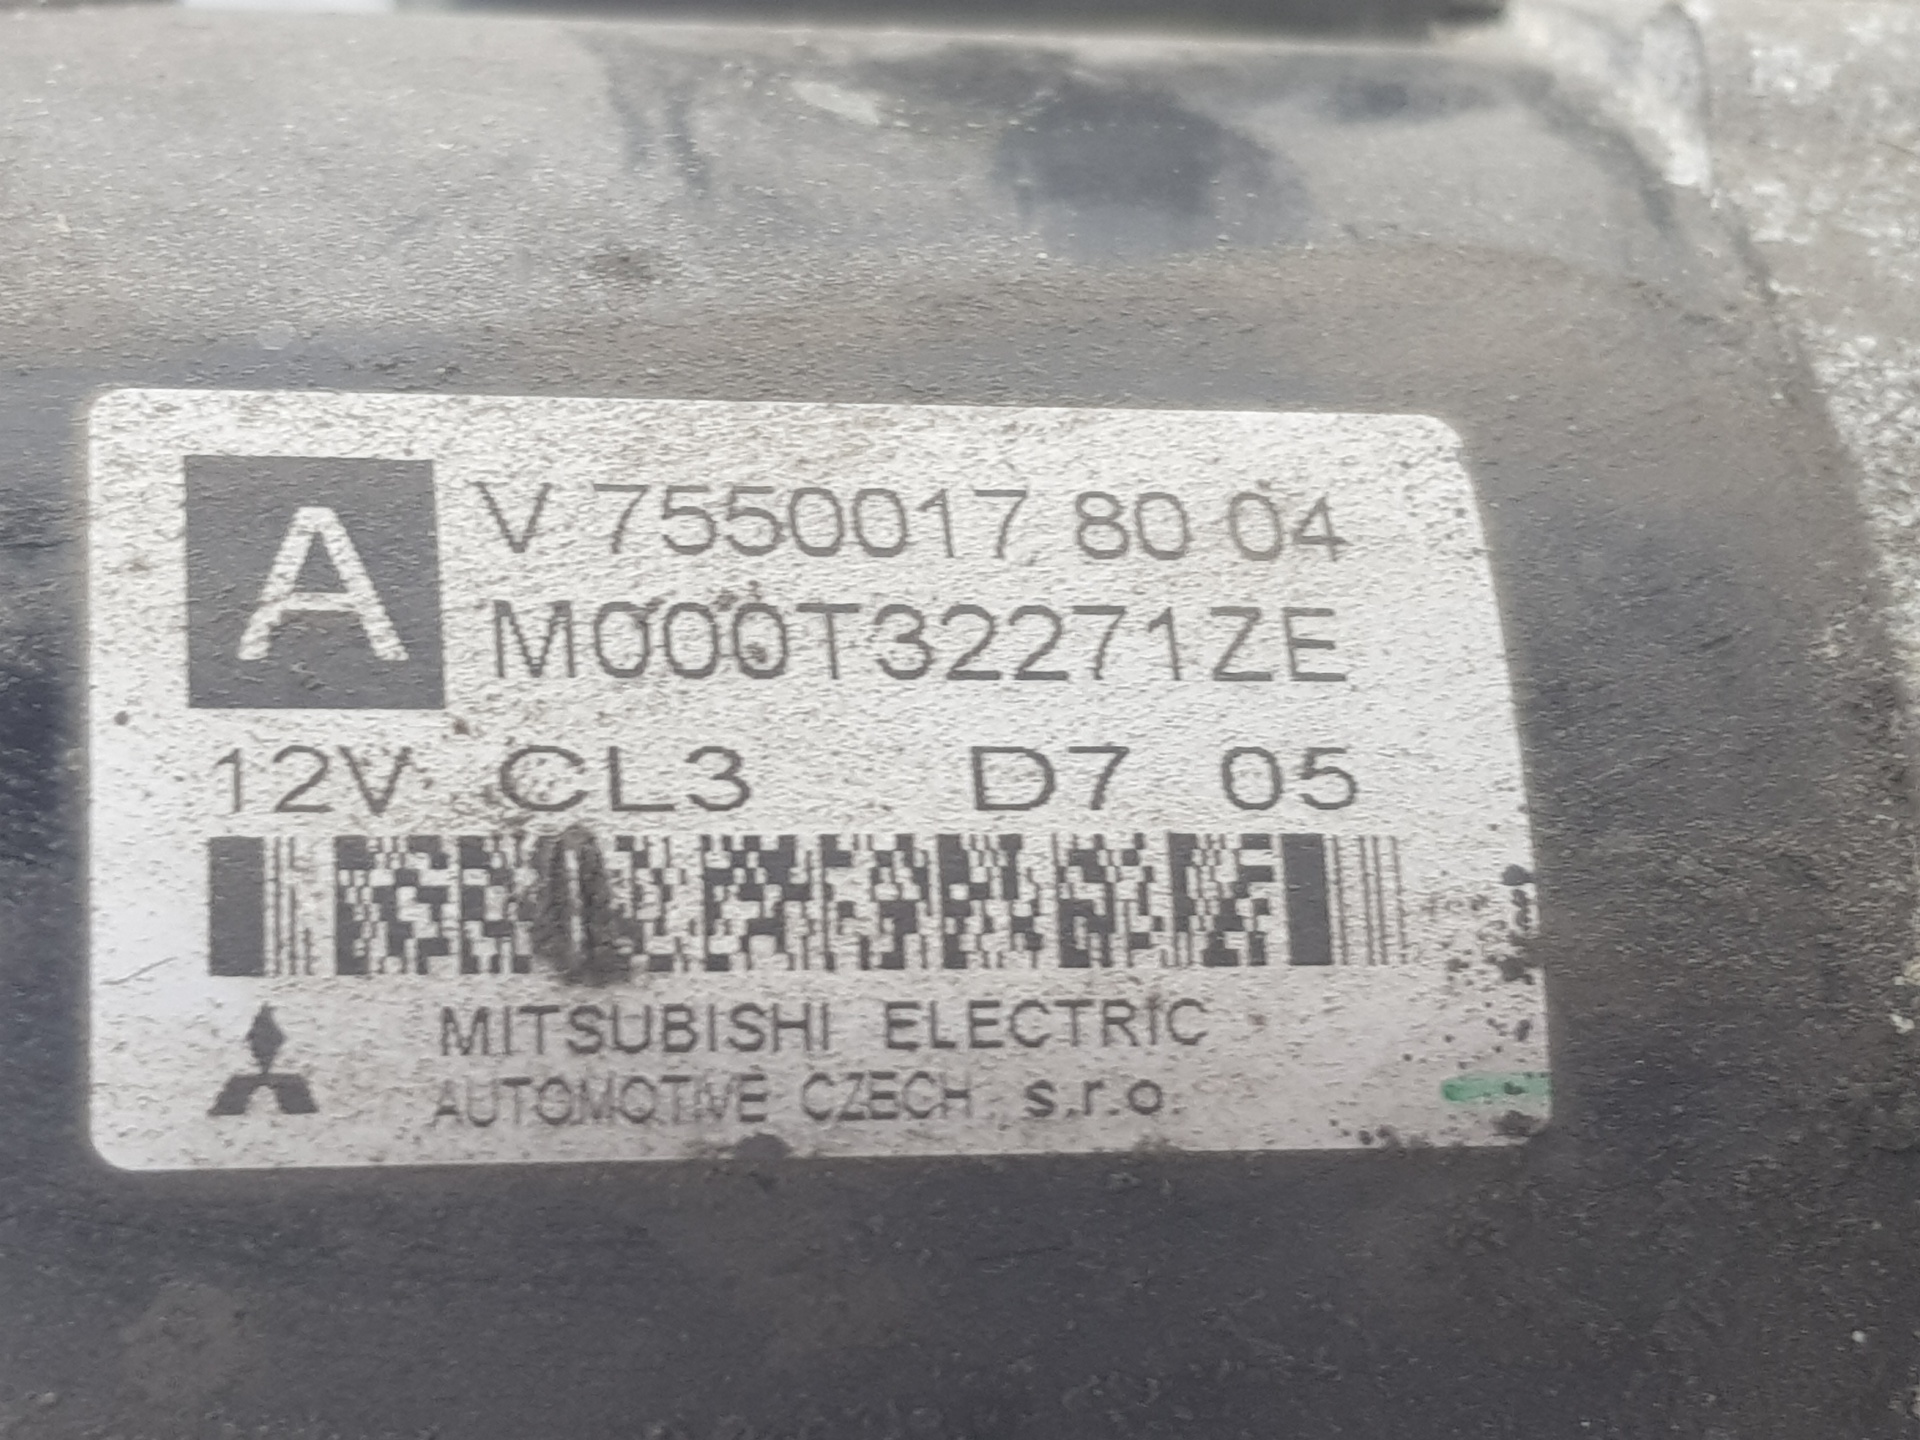 A
V 7550017 80 04
M000T32271ZE
12V CL3 D7 05
MITSUBISHI ELECTRIC
AUTOMOTIVE CZECH s.r.o.